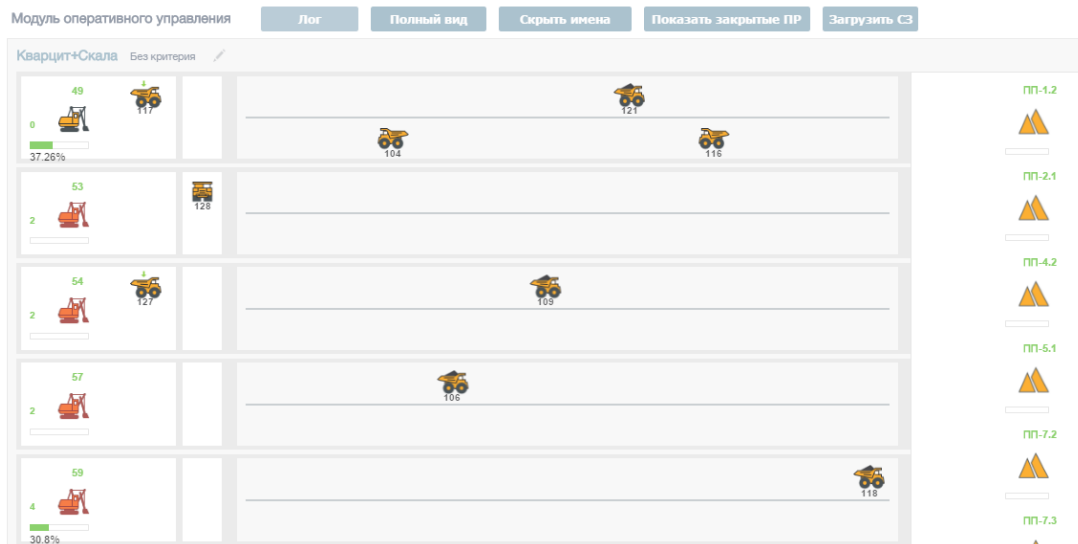 Модуль оперативного управления Лог Полный вид Скрыть имена Показать закрытые ПР Загрузить СЗ
Кварцит+Скала Без критерия
49
117
0
37.26%
121
104 116
ПП-1.2
53
2
128
ПП-2.1
54
127
2
109
ПП-4.2
57
2
106
ПП-5.1
59
4
30.8%
118
ПП-7.2
ПП-7.3